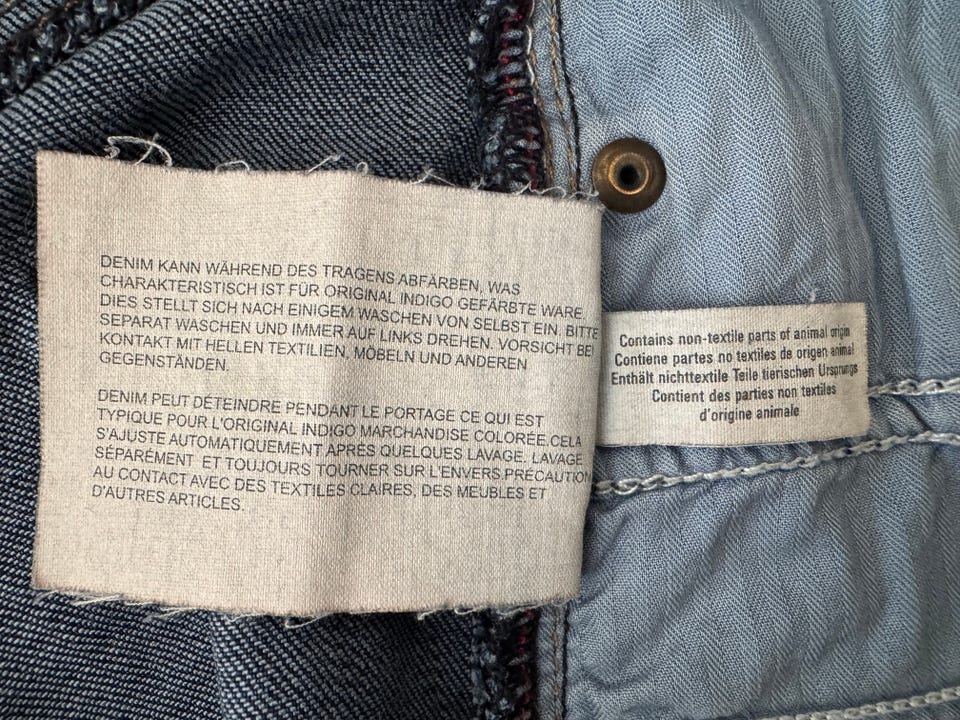 DENIM KANN WÄHREND DES TRAGENS ABFÄRBEN, WAS
CHARAKTERISTISCH IST FÜR ORIGINAL INDIGO GEFÄRBTE WARE.
DIES STELLT SICH NACH EINIGEM WASCHEN VON SELBST EIN. BITTE
SEPARAT WASCHEN UND IMMER AUF LINKS DREHEN. VORSICHT BEI
KONTAKT MIT HELLEN TEXTILIEN, MÖBELN UND ANDEREN
GEGENSTÄNDEN.
DENIM PEUT DÉTEINDRE PENDANT LE PORTAGE CE QUI EST
TYPIQUE POUR L'ORIGINAL INDIGO MARCHANDISE COLORÉE.CELA
S'AJUSTE AUTOMATIQUEMENT APRÉS QUELQUES LAVAGE. LAVAGE
SÉPARÉMENT ET TOUJOURS TOURNER SUR L'ENVERS.PRÉCAUTION
AU CONTACT AVEC DES TEXTILES CLAIRES, DES MEUBLES ET
D'AUTRES ARTICLES.
Contains non-textile parts of animal origin
Contiene partes no textiles de origen animal
Enthält nichttextile Teile tierischen Ursprungs
Contient des parties non textiles
d'origine animale